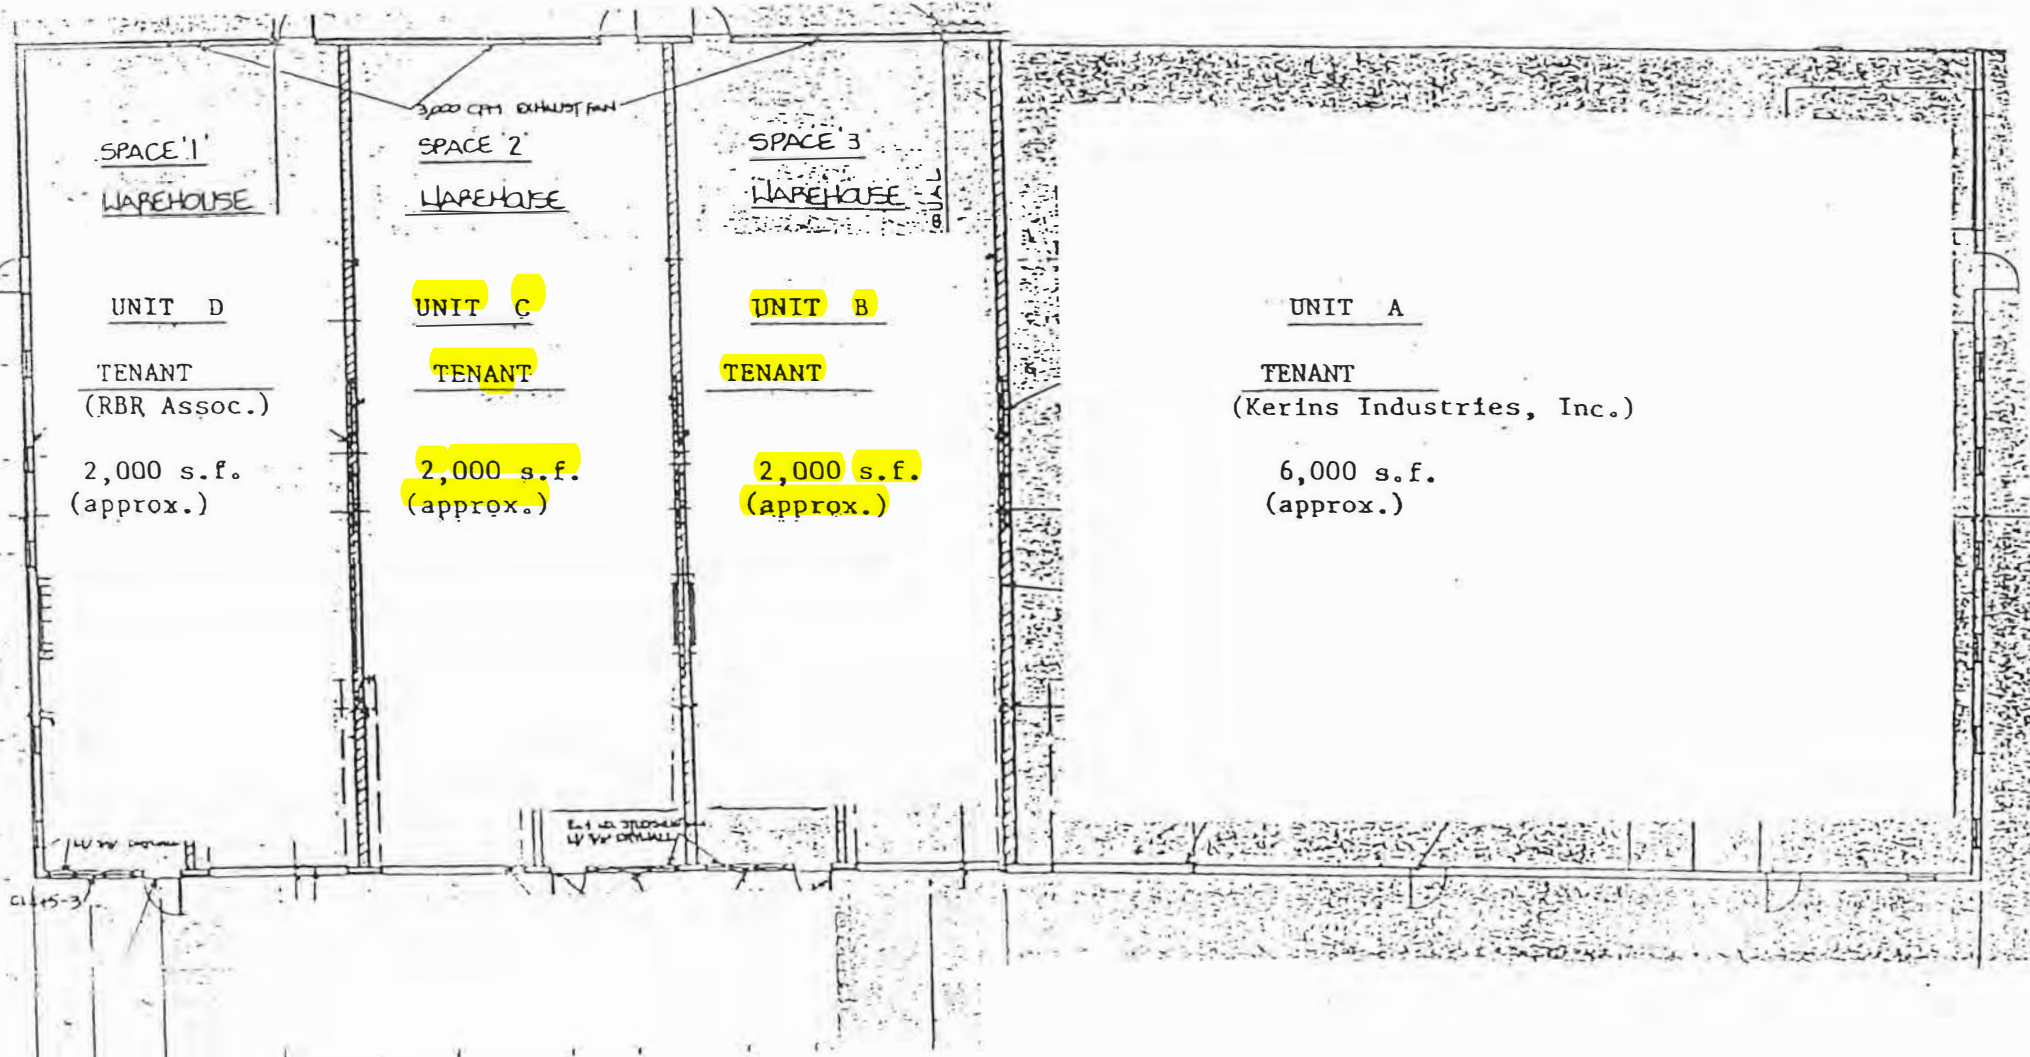 3,000 CFM EXHAUST FAN
SPACE '1'
WAREHOUSE
SPACE '2'
WAREHOUSE
SPACE '3
WAREHOUSE
UNIT D
TENANT
(RBR Assoc.)
2,000 s.f.
(approx.)
UNIT C
TENANT
2,000 s.f.
(approx.)
UNIT B
TENANT
2,000 s.f.
(approx.)
UNIT A
TENANT
(Kerins Industries, Inc.)
6,000 s.f.
(approx.)